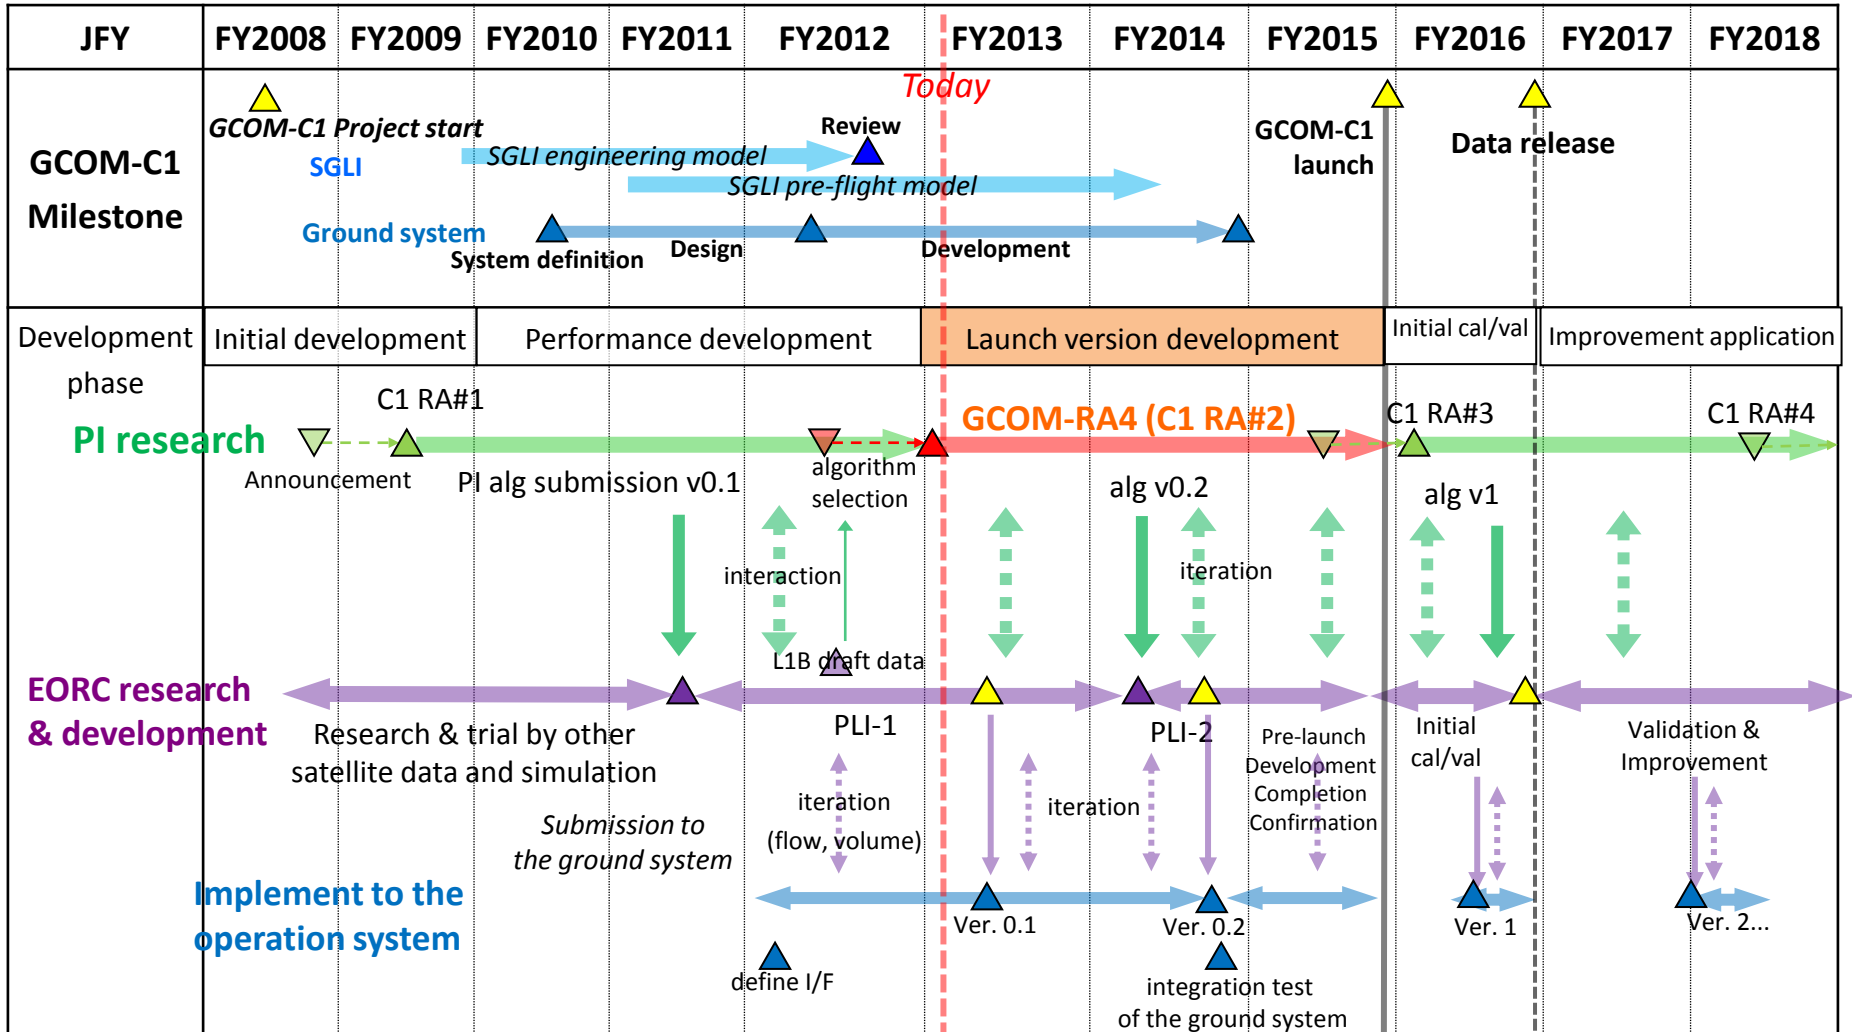 JFY FY2008 FY2009 FY2010 FY2011 FY2012 FY2013 FY2014 FY2015 FY2016 FY2017 FY2018
Today
GCOM-C1
Milestone
GCOM-C1 Project start
SGLI
SGLI engineering model
Review
SGLI pre-flight model
GCOM-C1
launch
Data release
Ground system
System definition
Design
Development
Development
phase
Initial development
Performance development
Launch version development
Initial cal/val
Improvement application
PI research
C1 RA#1
GCOM-RA4 (C1 RA#2)
C1 RA#3
C1 RA#4
Announcement
PI alg submission v0.1
algorithm
selection
alg v0.2
alg v1
interaction
iteration
L1B draft data
EORC research
& development
Research & trial by other
satellite data and simulation
PLI-1
PLI-2
Pre-launch
Development
Completion
Confirmation
Initial
cal/val
Validation &
Improvement
iteration
(flow, volume)
iteration
Submission to
the ground system
Implement to the
operation system
Ver. 0.1
Ver. 0.2
Ver. 1
Ver. 2...
define I/F
integration test
of the ground system